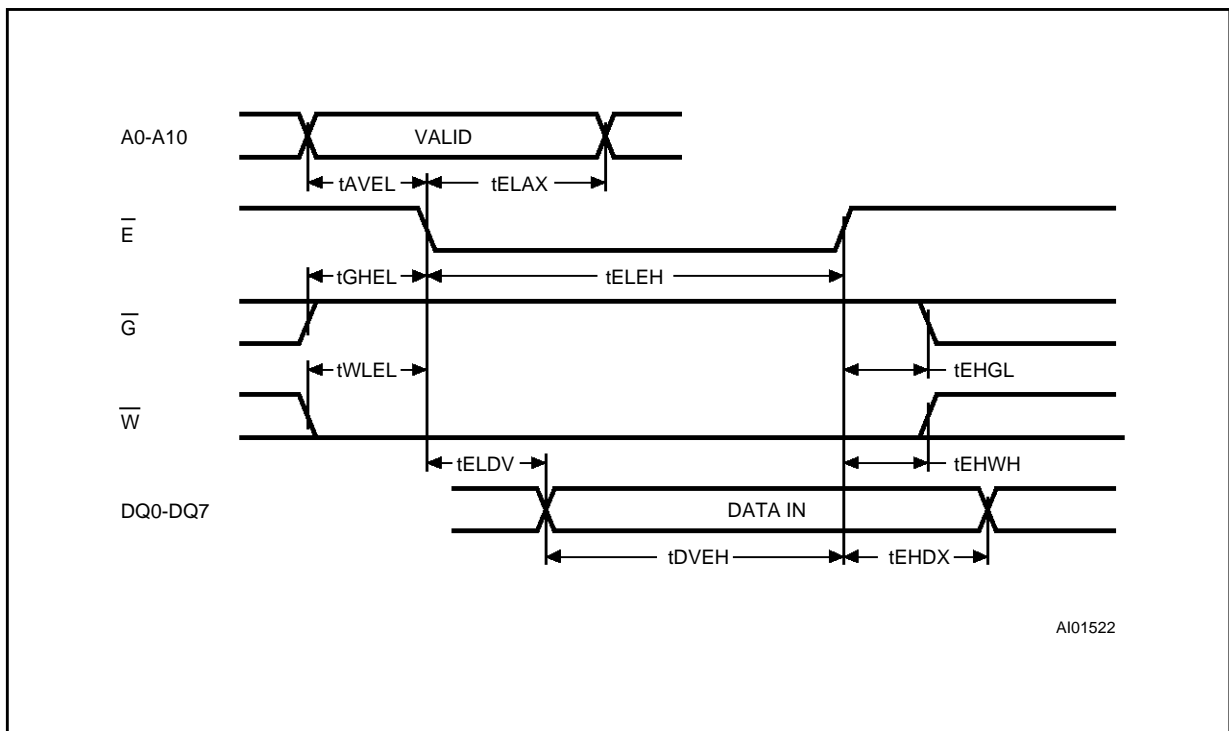 A0-A10
VALID
tAVEL
tELAX
E̅
tGHEL
tELEH
G̅
tWLEL
tEHGL
W̅
tELDV
tEHWH
DQ0-DQ7
DATA IN
tDVEH
tEHDX
AI01522